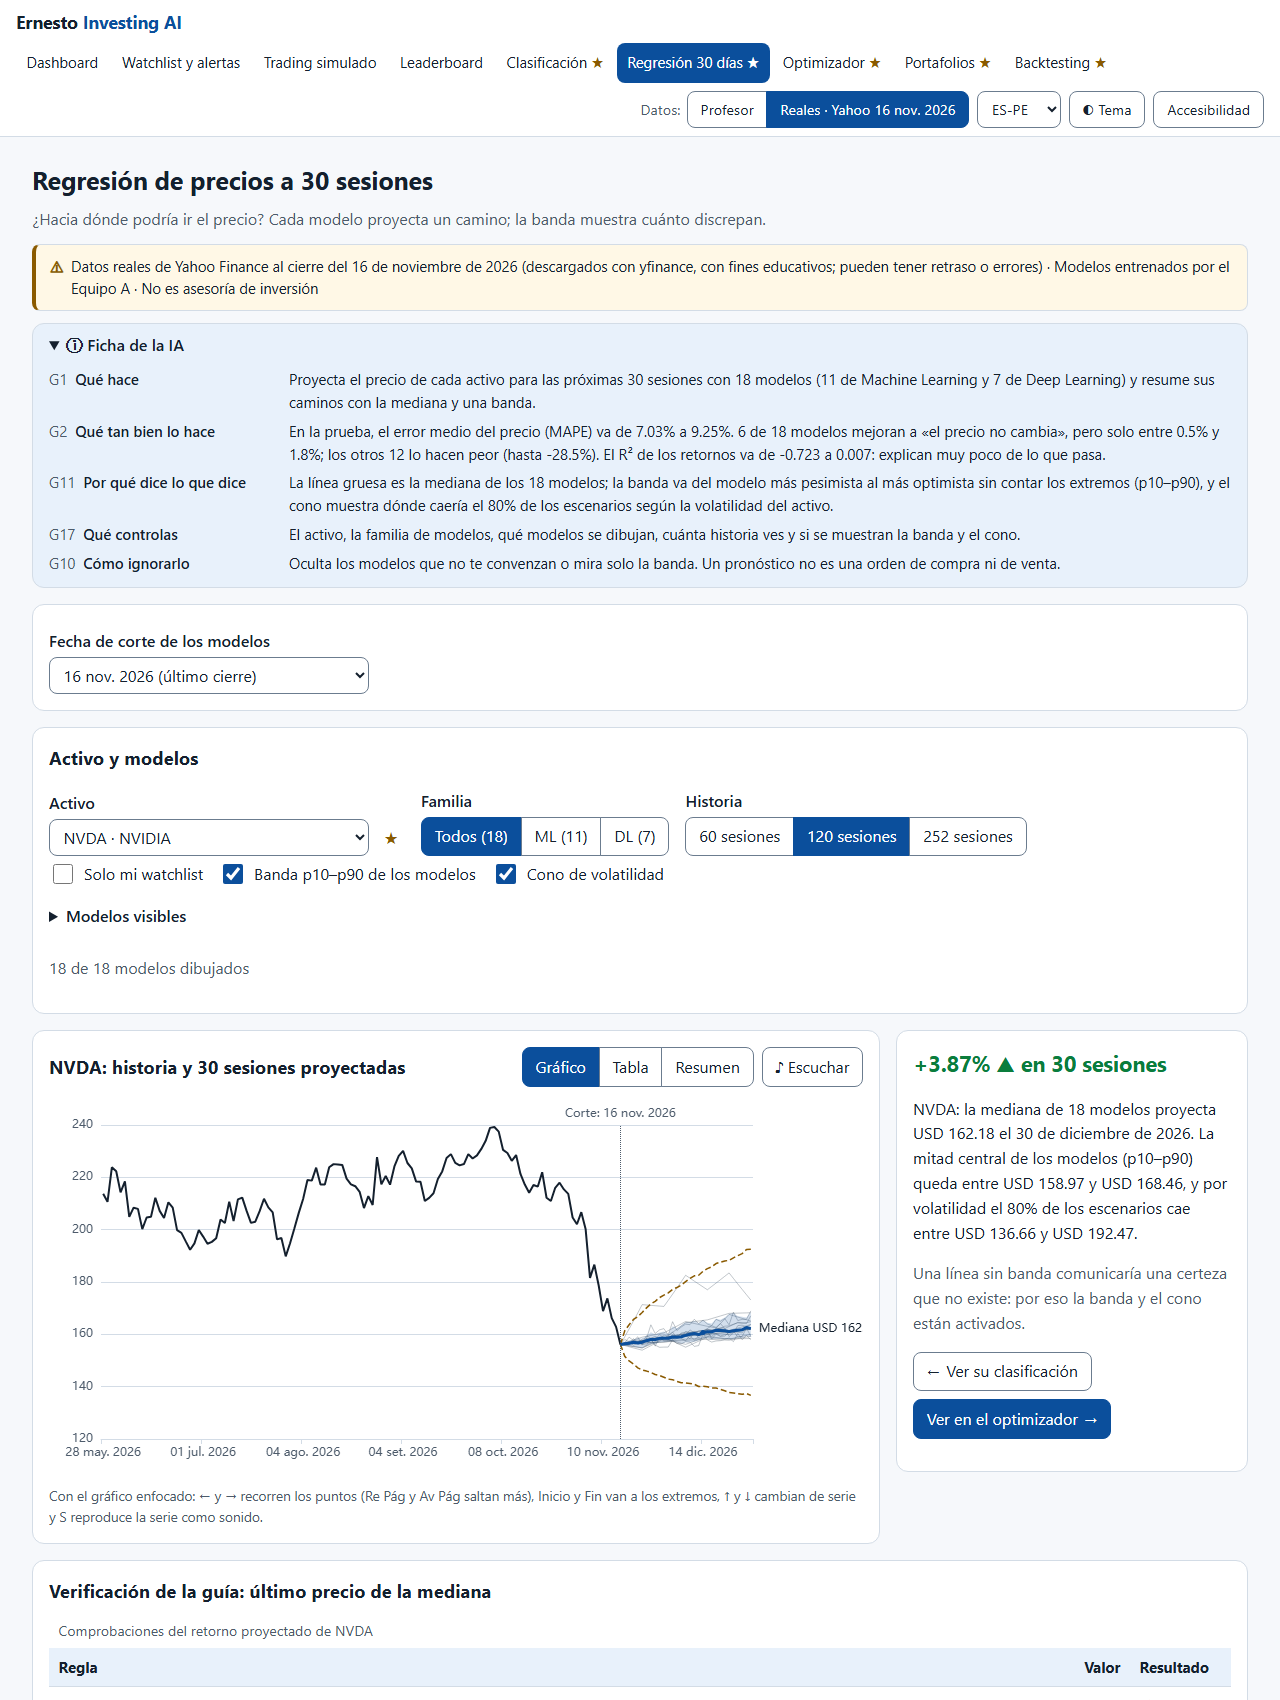 Ernesto Investing AI
Dashboard Watchlist y alertas Trading simulado Leaderboard Clasificación ★ Regresión 30 días ★ Optimizador ★ Portafolios ★ Backtesting ★
Datos: Profesor Reales · Yahoo 16 nov. 2026 ES-PE ◐ Tema Accesibilidad
Regresión de precios a 30 sesiones
¿Hacia dónde podría ir el precio? Cada modelo proyecta un camino; la banda muestra cuánto discrepan.
⚠ Datos reales de Yahoo Finance al cierre del 16 de noviembre de 2026 (descargados con yfinance, con fines educativos; pueden tener retraso o errores) · Modelos entrenados por el
Equipo A · No es asesoría de inversión
▼ ⓘ Ficha de la IA
G1 Qué hace Proyecta el precio de cada activo para las próximas 30 sesiones con 18 modelos (11 de Machine Learning y 7 de Deep Learning) y resume sus
caminos con la mediana y una banda.
G2 Qué tan bien lo hace En la prueba, el error medio del precio (MAPE) va de 7.03% a 9.25%. 6 de 18 modelos mejoran a «el precio no cambia», pero solo entre 0.5% y
1.8%; los otros 12 lo hacen peor (hasta -28.5%). El R² de los retornos va de -0.723 a 0.007: explican muy poco de lo que pasa.
G11 Por qué dice lo que dice La línea gruesa es la mediana de los 18 modelos; la banda va del modelo más pesimista al más optimista sin contar los extremos (p10–p90), y el
cono muestra dónde caería el 80% de los escenarios según la volatilidad del activo.
G17 Qué controlas El activo, la familia de modelos, qué modelos se dibujan, cuánta historia ves y si se muestran la banda y el cono.
G10 Cómo ignorarlo Oculta los modelos que no te convenzan o mira solo la banda. Un pronóstico no es una orden de compra ni de venta.
Fecha de corte de los modelos
16 nov. 2026 (último cierre)
Activo y modelos
Activo Familia Historia
NVDA · NVIDIA ★ Todos (18) ML (11) DL (7) 60 sesiones 120 sesiones 252 sesiones
Solo mi watchlist Banda p10–p90 de los modelos Cono de volatilidad
▶ Modelos visibles
18 de 18 modelos dibujados
NVDA: historia y 30 sesiones proyectadas Gráfico Tabla Resumen ♪ Escuchar
Corte: 16 nov. 2026
240
220
200
180
160
140
120
Mediana USD 162
28 may. 2026 01 jul. 2026 04 ago. 2026 04 set. 2026 08 oct. 2026 10 nov. 2026 14 dic. 2026
Con el gráfico enfocado: ← y → recorren los puntos (Re Pág y Av Pág saltan más), Inicio y Fin van a los extremos, ↑ y ↓ cambian de serie
y S reproduce la serie como sonido.
+3.87% ▲ en 30 sesiones
NVDA: la mediana de 18 modelos proyecta
USD 162.18 el 30 de diciembre de 2026. La
mitad central de los modelos (p10–p90)
queda entre USD 158.97 y USD 168.46, y por
volatilidad el 80% de los escenarios cae
entre USD 136.66 y USD 192.47.
Una línea sin banda comunicaría una certeza
que no existe: por eso la banda y el cono
están activados.
← Ver su clasificación
Ver en el optimizador →
Verificación de la guía: último precio de la mediana
Comprobaciones del retorno proyectado de NVDA
Regla Valor Resultado